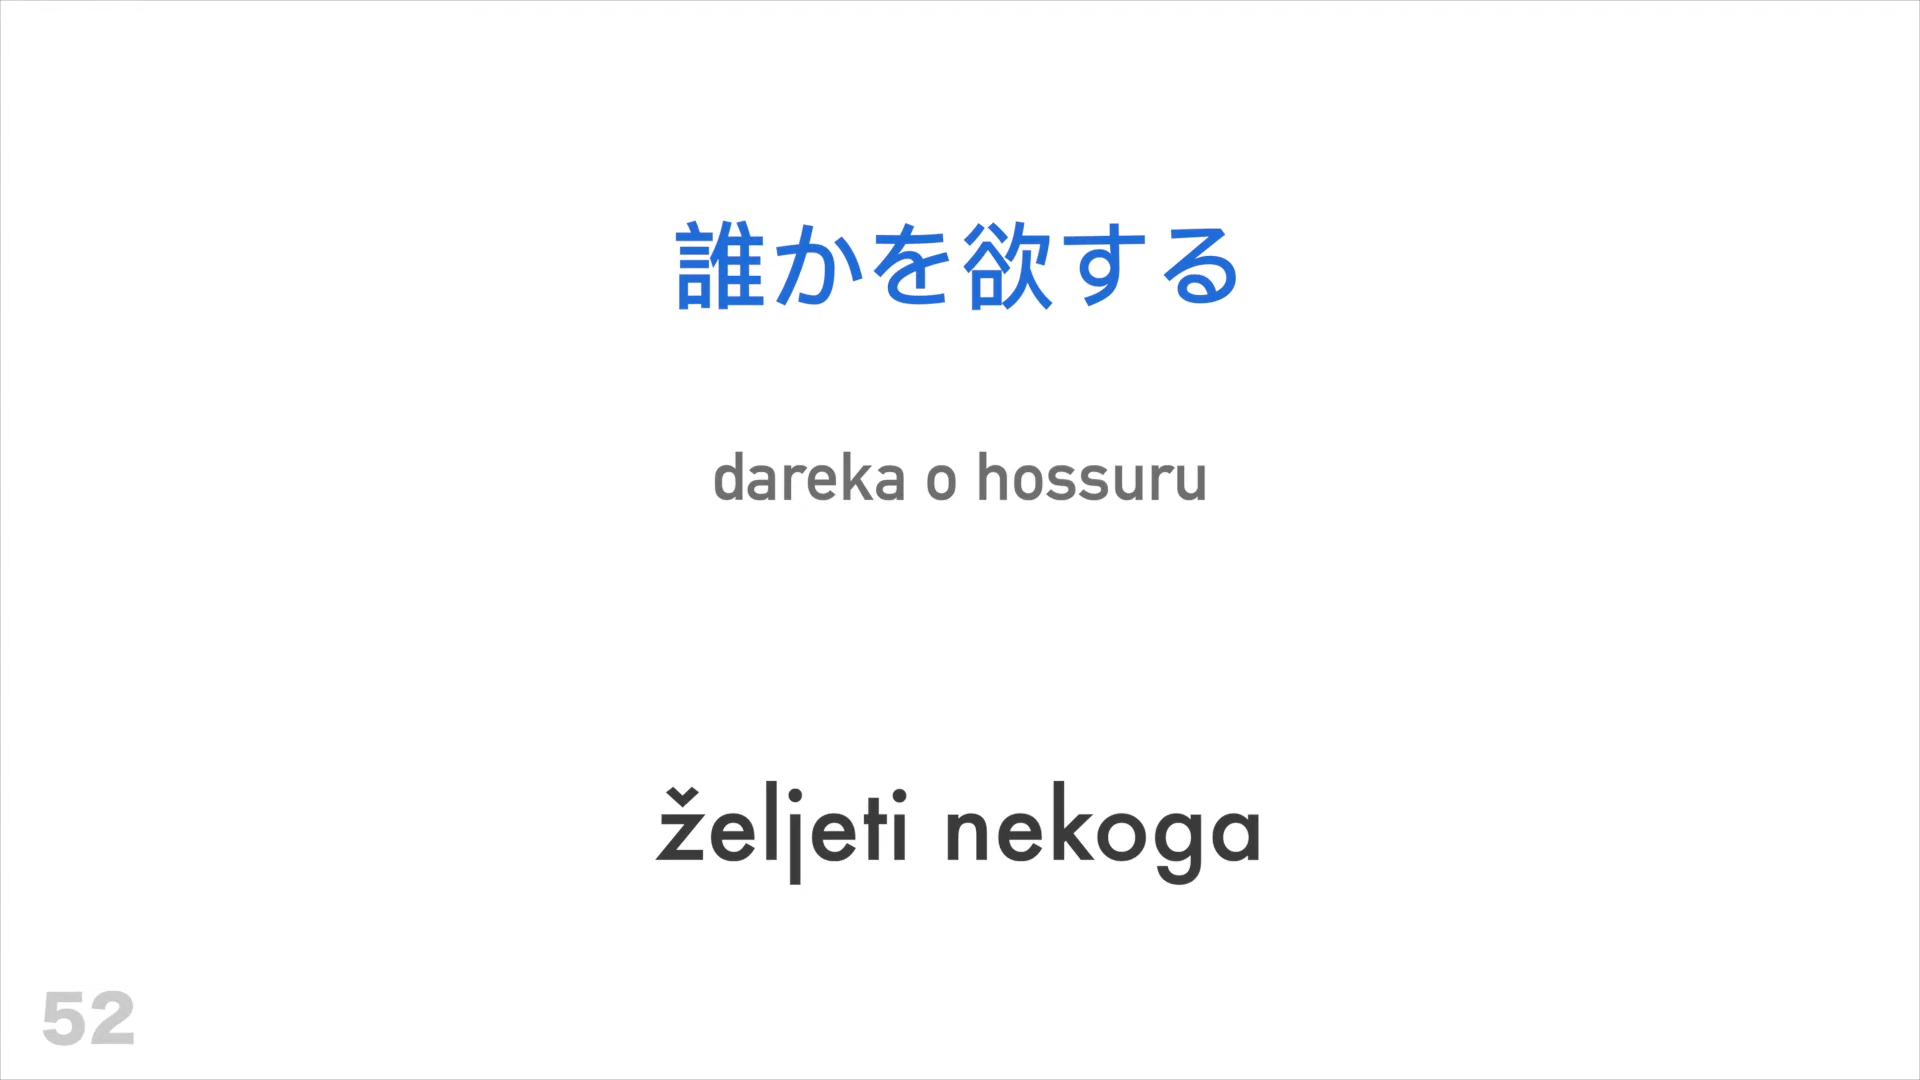 誰かを欲する
dareka o hossuru
željeti nekoga
52